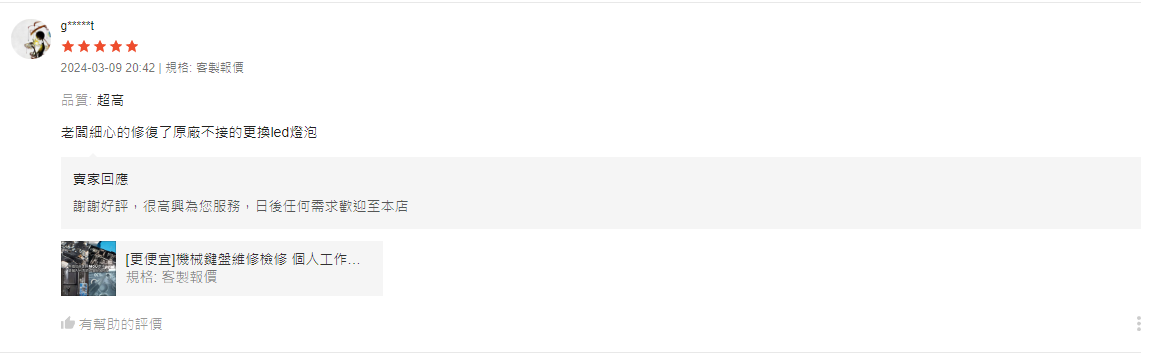 g*****t
2024-03-09 20:42 | 規格: 客製報價
品質: 超高
老闆細心的修復了原廠不接的更換led燈泡
賣家回應
謝謝好評，很高興為您服務，日後任何需求歡迎至本店
[更便宜]機械鍵盤維修檢修 個人工作...
規格: 客製報價
有幫助的評價